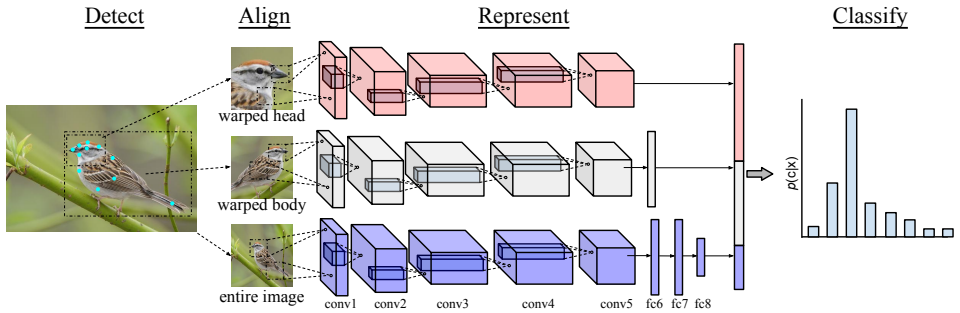 Detect
Align
Represent
Classify
warped head
warped body
entire image
conv1
conv2
conv3
conv4
conv5
fc6
fc7
fc8
p(c|x)